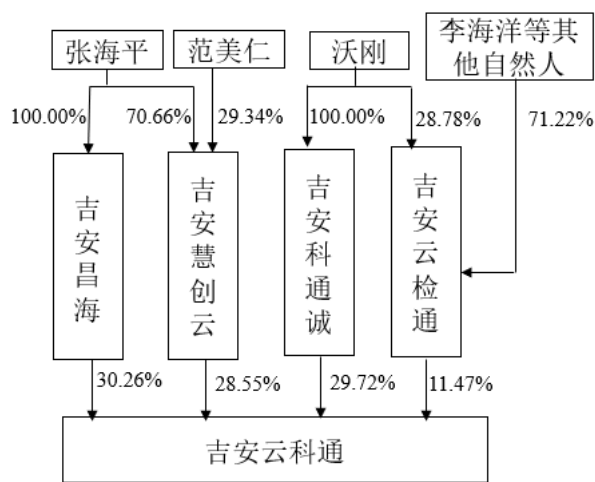 张海平
范美仁
沃刚
李海洋等其
他自然人
100.00%
70.66%
29.34%
100.00%
28.78%
71.22%
吉安昌海
吉安慧创云
吉安科通诚
吉安云检通
30.26%
28.55%
29.72%
11.47%
吉安云科通